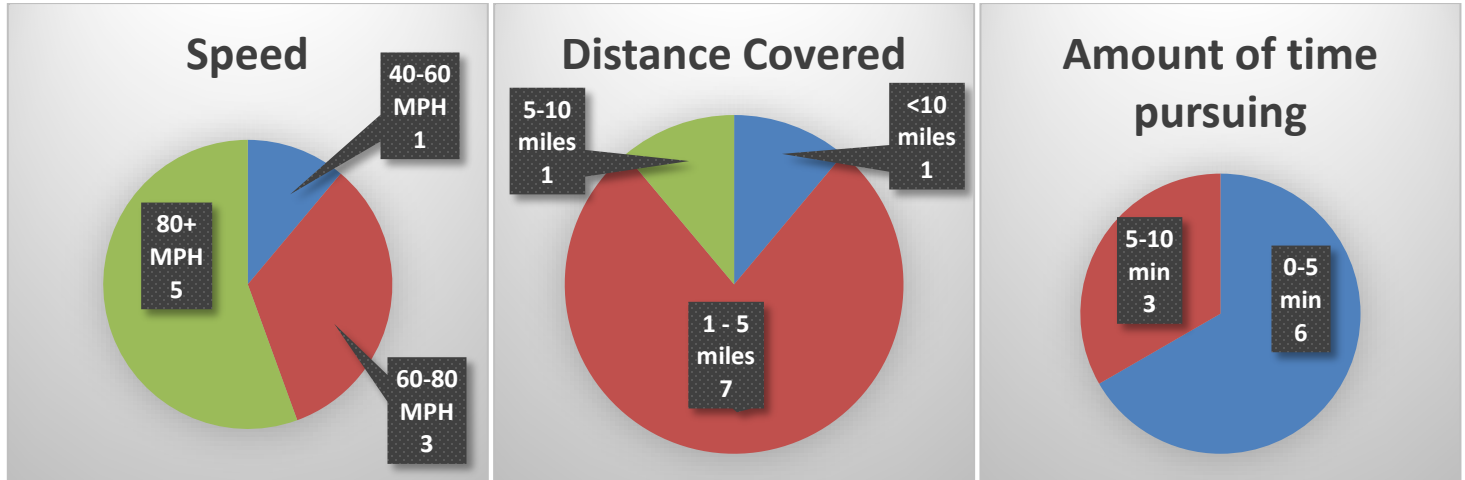 Speed
40-60
MPH
1
80+
MPH
5
60-80
MPH
3
Distance Covered
5-10
miles
1
<10
miles
1
1 - 5
miles
7
Amount of time
pursuing
5-10
min
3
0-5
min
6